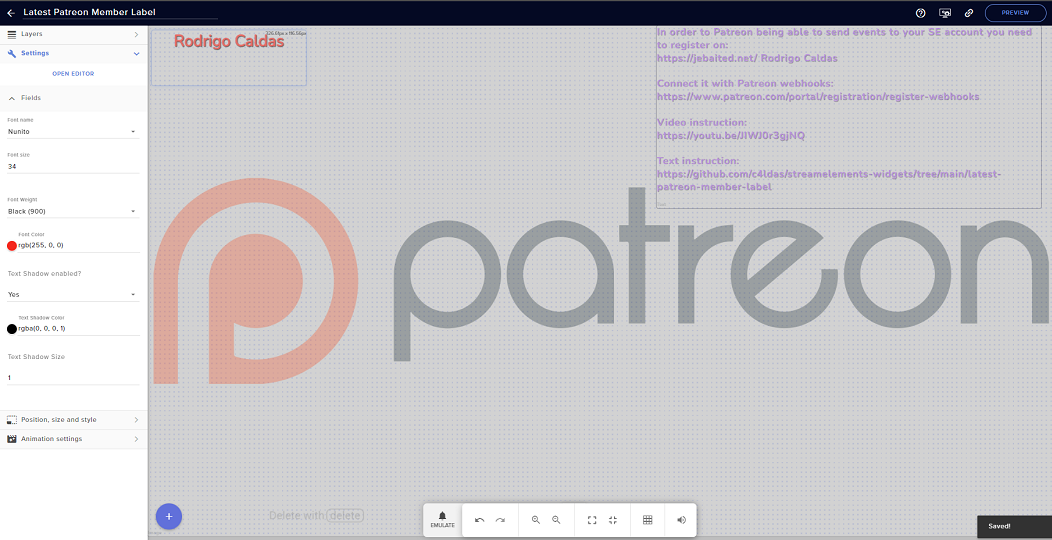 Latest Patreon Member Label
PREVIEW
Layers
Settings
OPEN EDITOR
Fields
Font name
Nunito
Font size
34
Font Weight
Black (900)
Font Color
rgb(255, 0, 0)
Text Shadow enabled?
Yes
Text Shadow Color
rgba(0, 0, 0, 1)
Text Shadow Size
1
Position, size and style
Animation settings
Rodrigo Caldas
In order to Patreon being able to send events to your SE account you need
to register on:
https://jebaited.net/ Rodrigo Caldas
Connect it with Patreon webhooks:
https://www.patreon.com/portal/registration/register-webhooks
Video instruction:
https://youtu.be/JIWJ0r3gjNQ
Text instruction:
https://github.com/c4ldas/streamelements-widgets/tree/main/latest-
patreon-member-label
patreon
Delete with delete
EMULATE
Saved!